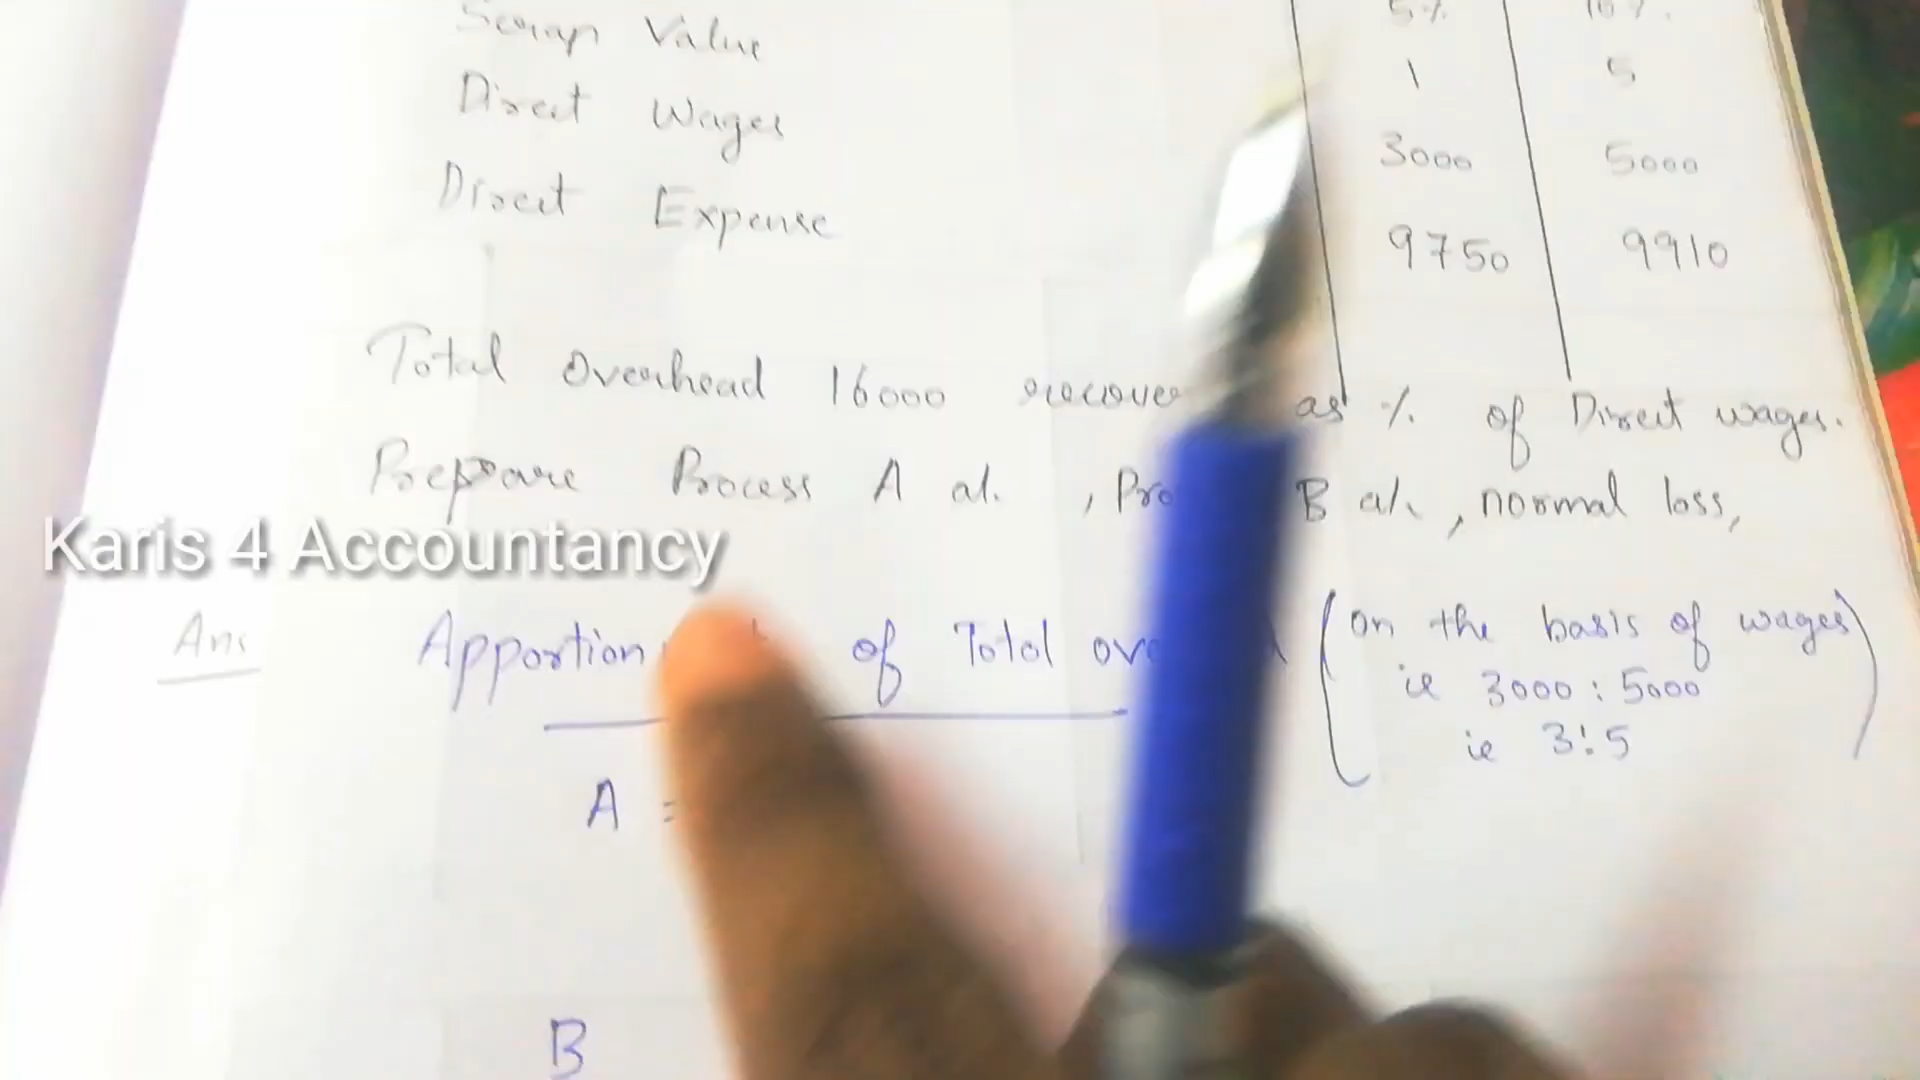 5% 10%.
Scrap Value 1 5
Direct Wages 3000 5000
Direct Expense 9750 9910
Total Overhead 16000 as % of Direct wages.
Prepare Process A a/c. , B a/c , normal loss,
Karis 4 Accountancy
Ans
of Total (on the basis of wages)
ie 3000 : 5000
ie 3:5
A =
B